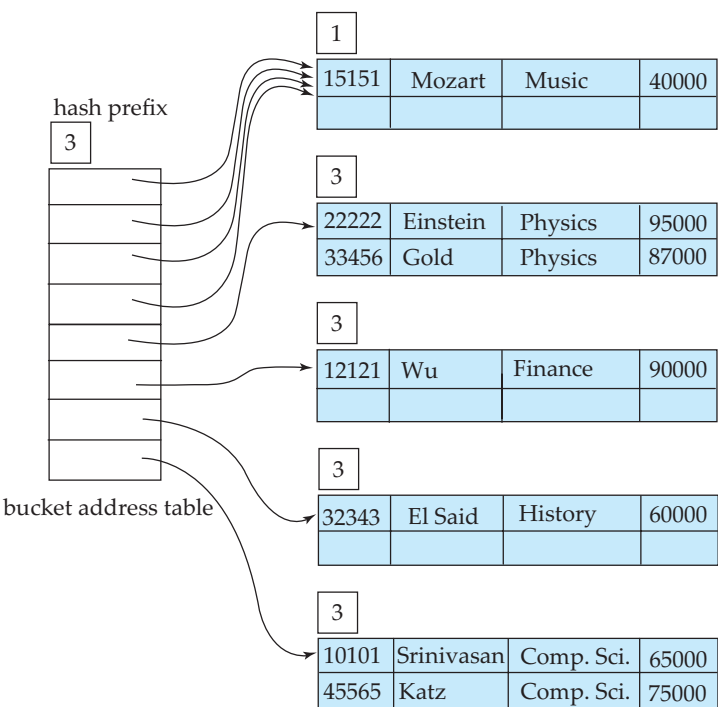 hash prefix
3
bucket address table
1
15151 Mozart Music 40000
3
22222 Einstein Physics 95000
33456 Gold Physics 87000
3
12121 Wu Finance 90000
3
32343 El Said History 60000
3
10101 Srinivasan Comp. Sci. 65000
45565 Katz Comp. Sci. 75000